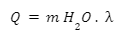 Q = m H₂O . λ